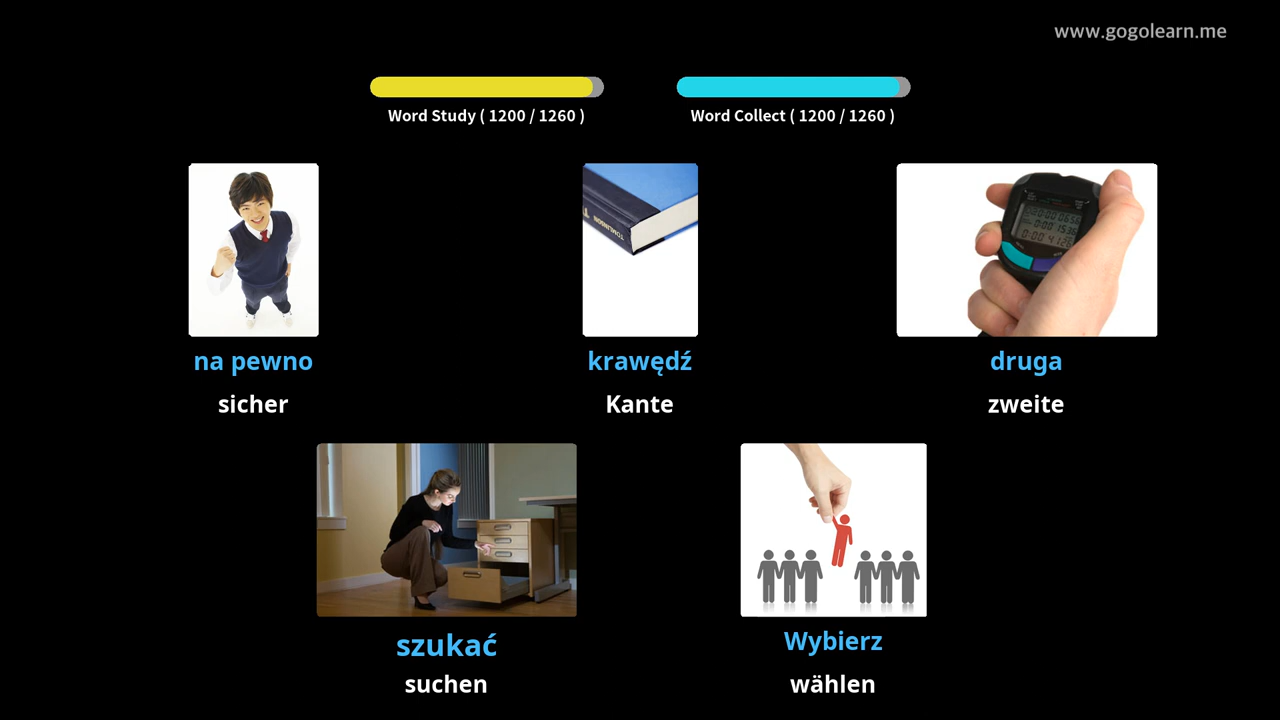 www.gogolearn.me
Word Study ( 1200 / 1260 )
Word Collect ( 1200 / 1260 )
TOMLINSON
na pewno
krawędź
druga
sicher
Kante
zweite
szukać
Wybierz
suchen
wählen